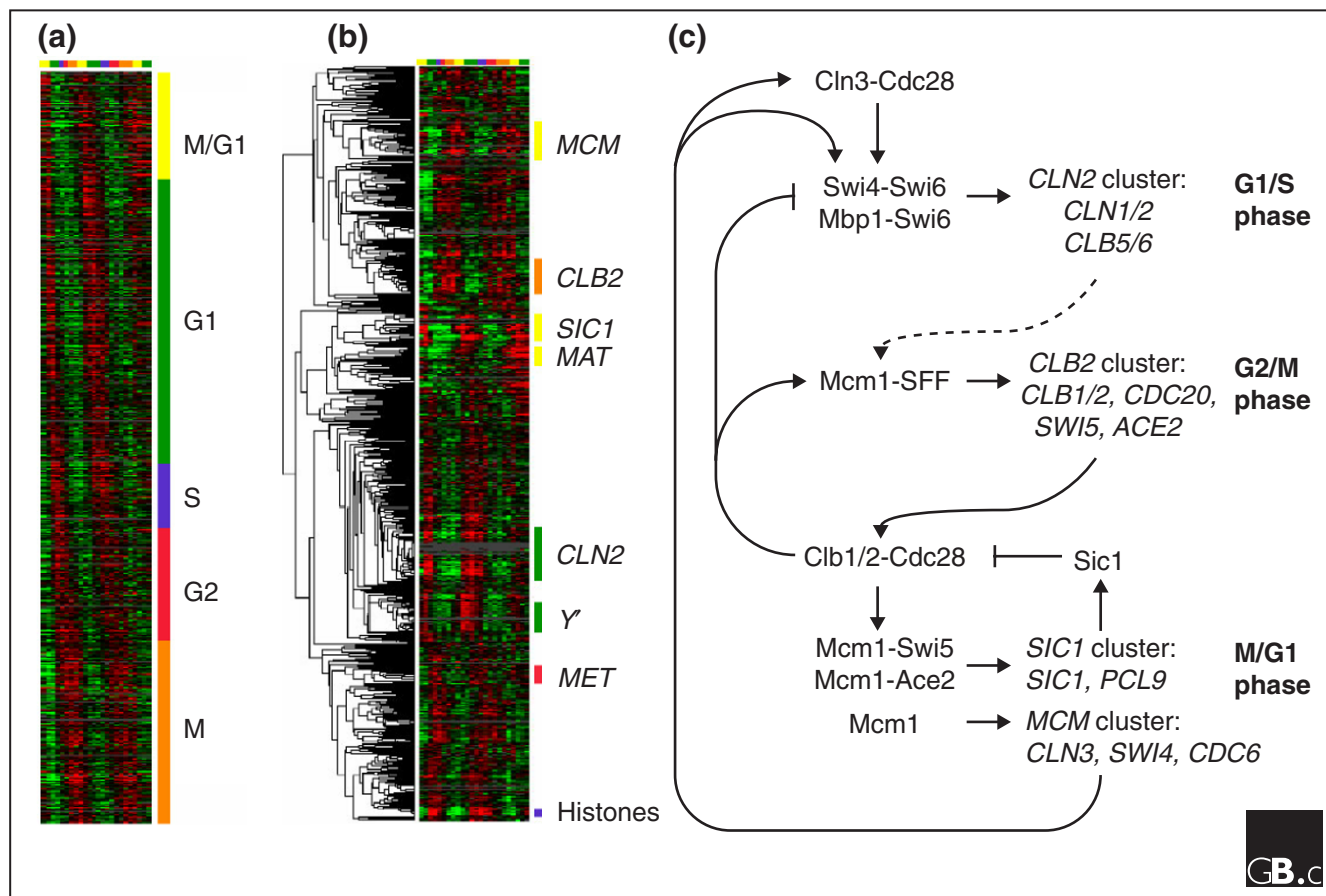 (a)
M/G1
G1
S
G2
M
(b)
MCM
CLB2
SIC1
MAT
CLN2
Y'
MET
Histones
(c)
Cln3-Cdc28
Swi4-Swi6
Mbp1-Swi6
CLN2 cluster:
CLN1/2
CLB5/6
G1/S
phase
Mcm1-SFF
CLB2 cluster:
CLB1/2, CDC20,
SWI5, ACE2
G2/M
phase
Clb1/2-Cdc28
Sic1
Mcm1-Swi5
Mcm1-Ace2
SIC1 cluster:
SIC1, PCL9
M/G1
phase
Mcm1
MCM cluster:
CLN3, SWI4, CDC6
GB.c